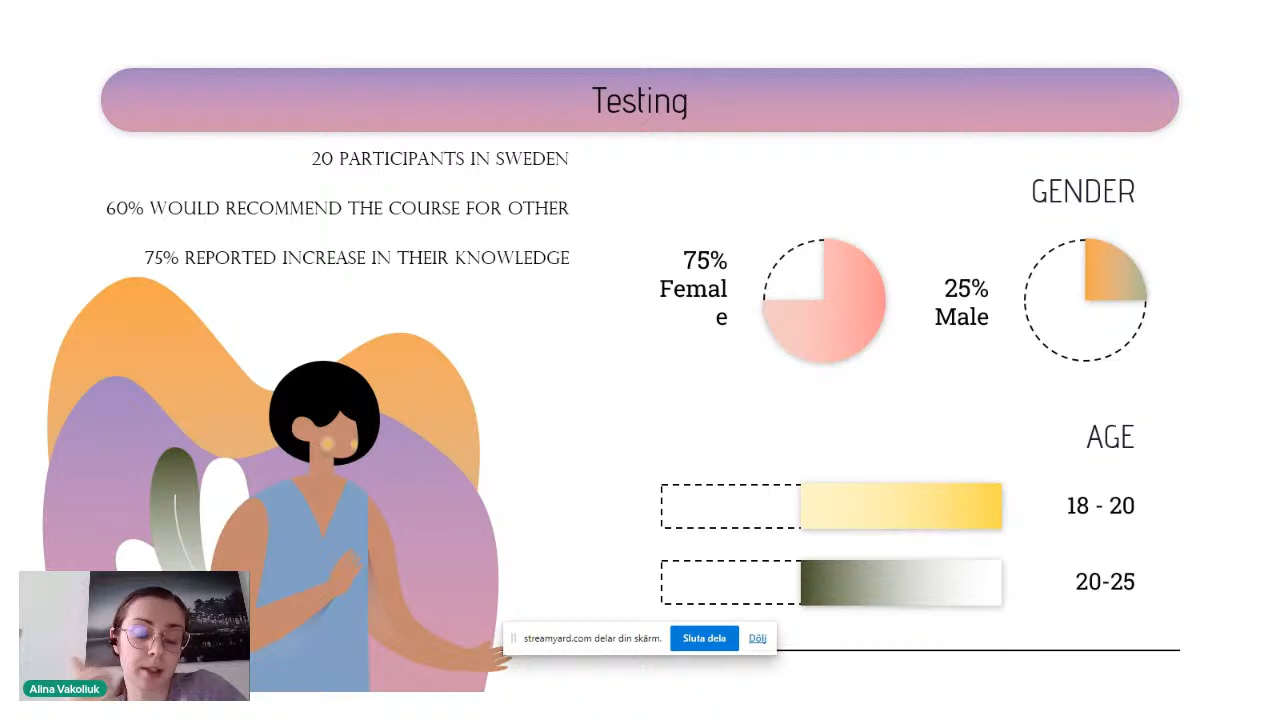 Testing
20 PARTICIPANTS IN SWEDEN
60% WOULD RECOMMEND THE COURSE FOR OTHER
75% REPORTED INCREASE IN THEIR KNOWLEDGE
GENDER
75%
Femal
e
25%
Male
AGE
18 - 20
20-25
streamyard.com delar din skärm.
Sluta dela
Dölj
Alina Vakoliuk